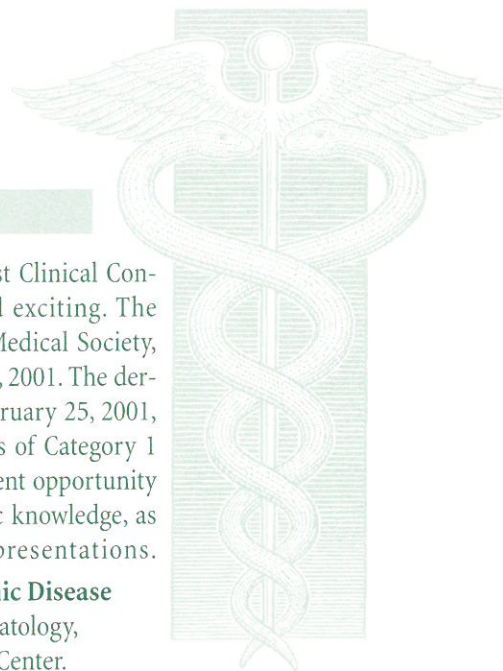 st Clinical Con-
d exciting. The
Medical Society,
, 2001. The der-
ruary 25, 2001,
s of Category 1
ent opportunity
c knowledge, as
presentations.
nic Disease
atology,
Center.